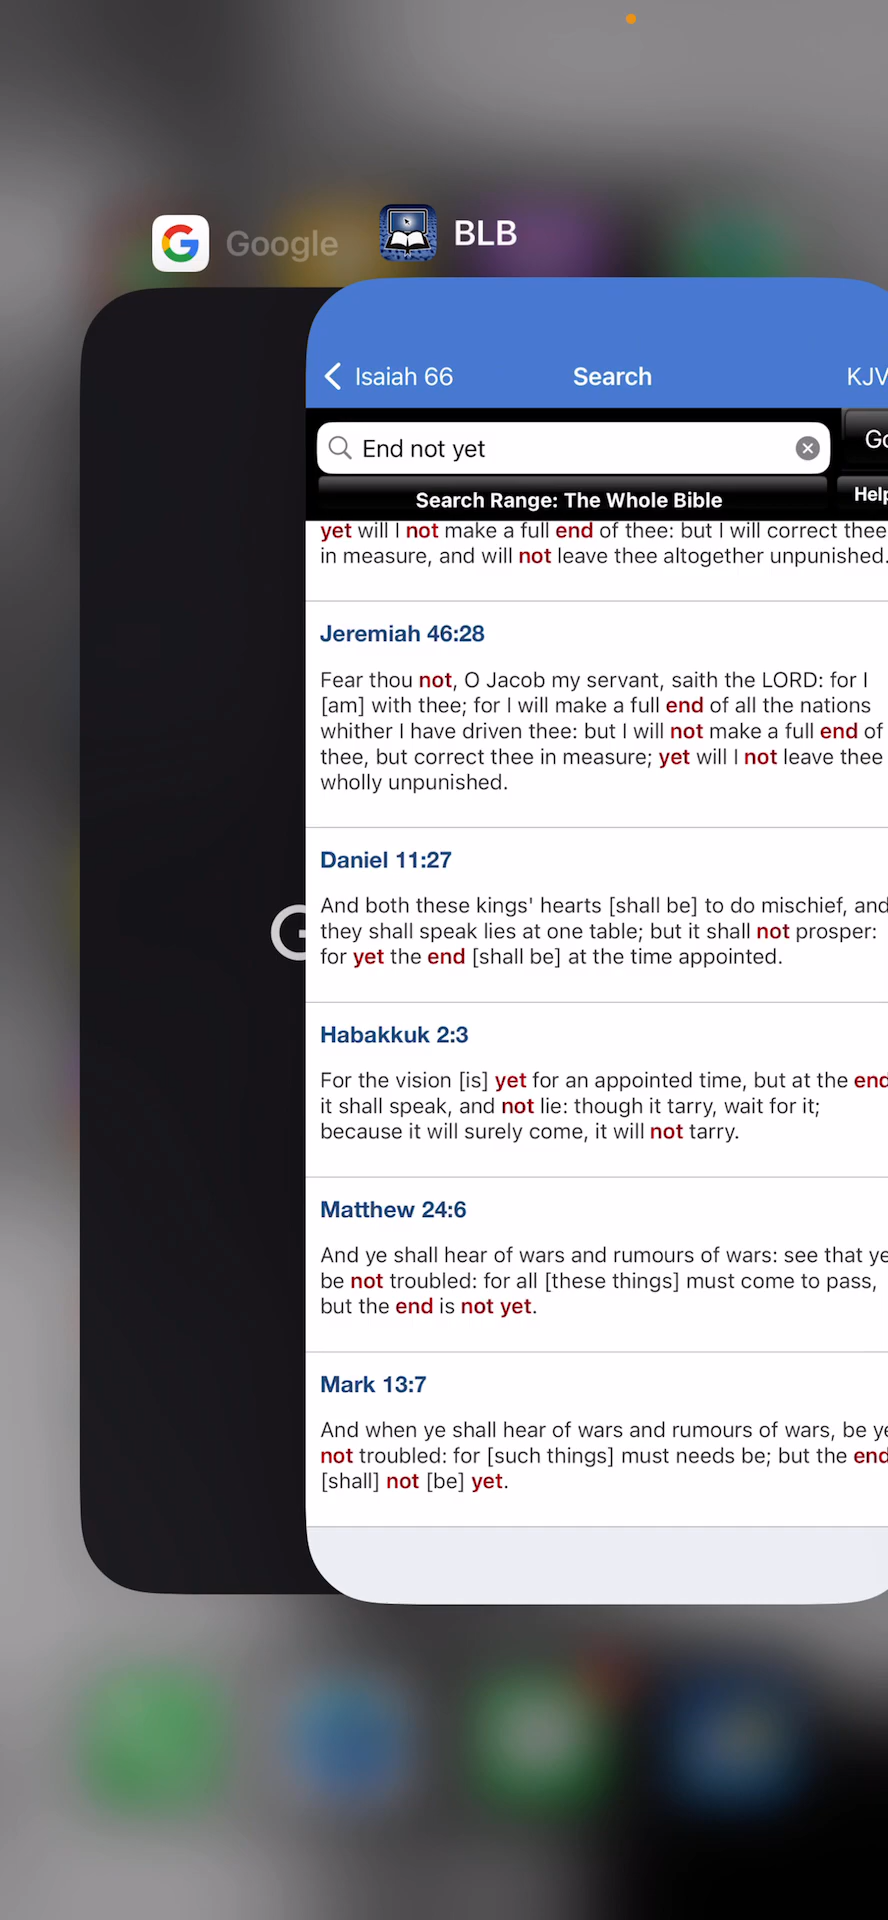 Google
BLB
Isaiah 66
Search
KJV
End not yet
Search Range: The Whole Bible
Help
yet will I not make a full end of thee: but I will correct thee
in measure, and will not leave thee altogether unpunished.
Jeremiah 46:28
Fear thou not, O Jacob my servant, saith the LORD: for I
[am] with thee; for I will make a full end of all the nations
whither I have driven thee: but I will not make a full end of
thee, but correct thee in measure; yet will I not leave thee
wholly unpunished.
Daniel 11:27
And both these kings' hearts [shall be] to do mischief, and
they shall speak lies at one table; but it shall not prosper:
for yet the end [shall be] at the time appointed.
Habakkuk 2:3
For the vision [is] yet for an appointed time, but at the end
it shall speak, and not lie: though it tarry, wait for it;
because it will surely come, it will not tarry.
Matthew 24:6
And ye shall hear of wars and rumours of wars: see that ye
be not troubled: for all [these things] must come to pass,
but the end is not yet.
Mark 13:7
And when ye shall hear of wars and rumours of wars, be ye
not troubled: for [such things] must needs be; but the end
[shall] not [be] yet.